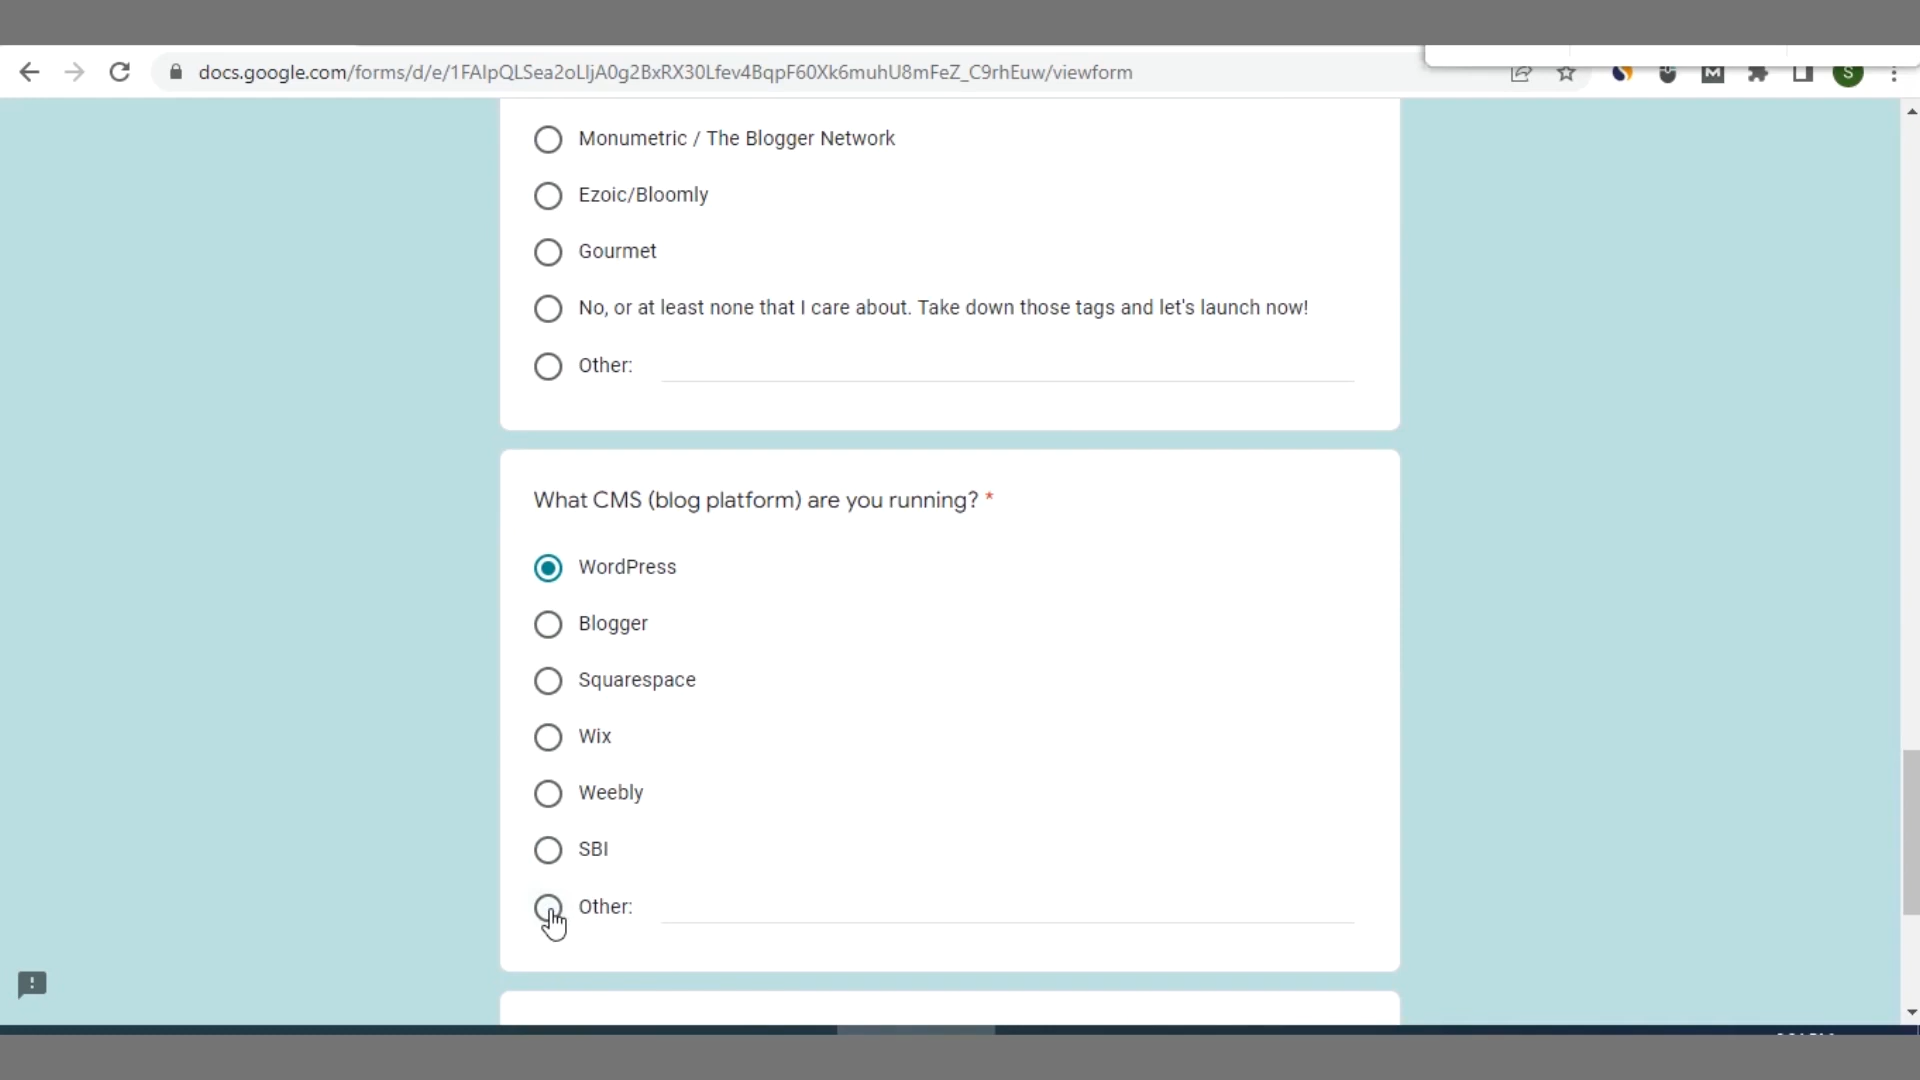 docs.google.com/forms/d/e/1FAIpQLSea2oLIjA0g2BxRX30Lfev4BqpF60Xk6muhU8mFeZ_C9rhEuw/viewform
M
S
Monumetric / The Blogger Network
Ezoic/Bloomly
Gourmet
No, or at least none that I care about. Take down those tags and let's launch now!
Other:
What CMS (blog platform) are you running? *
WordPress
Blogger
Squarespace
Wix
Weebly
SBI
Other: